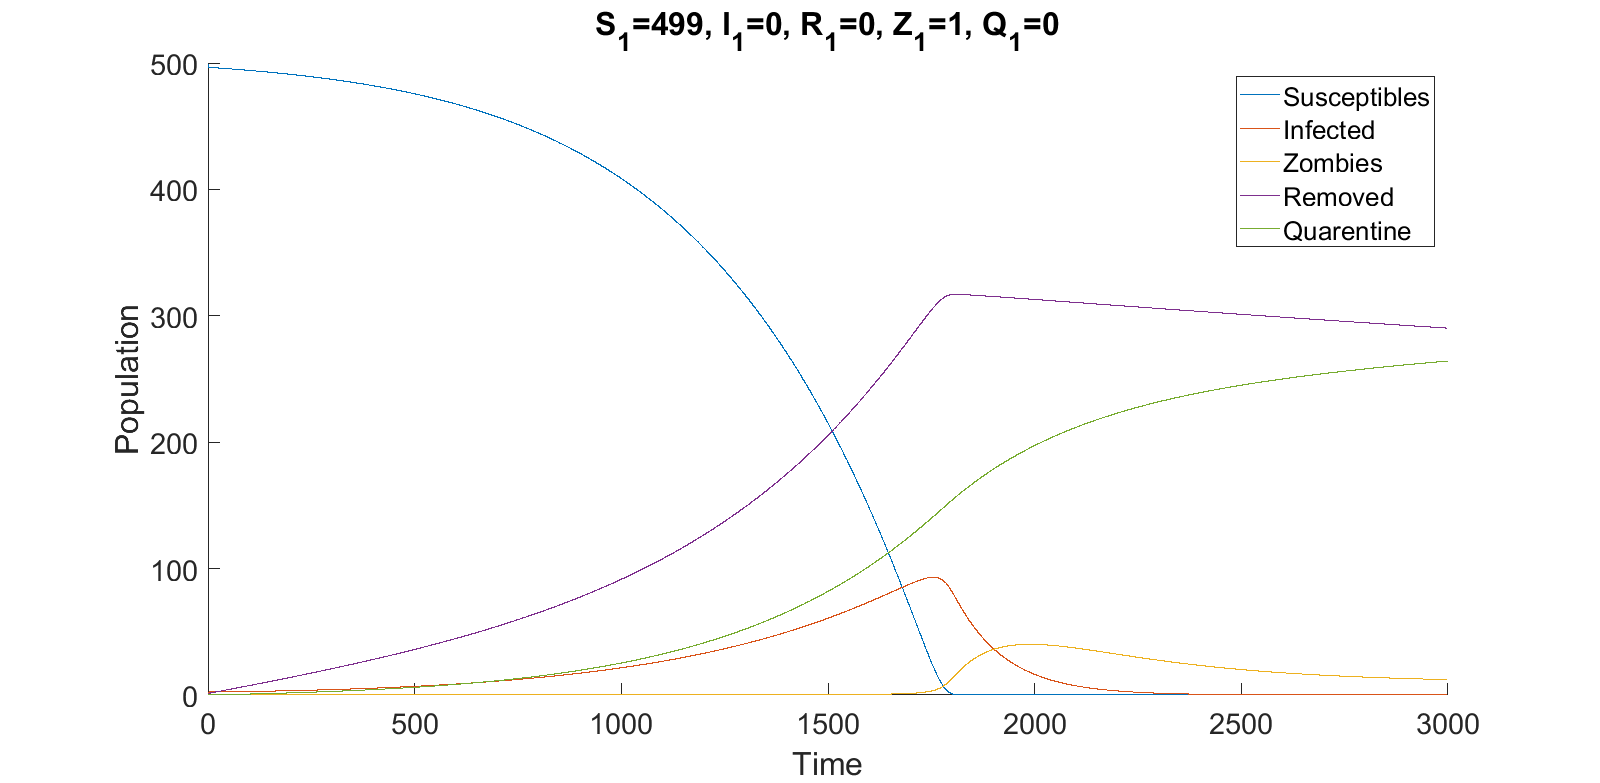 S₁=499, I₁=0, R₁=0, Z₁=1, Q₁=0
500
400
300
200
100
0
Population
0 500 1000 1500 2000 2500 3000
Time
Susceptibles
Infected
Zombies
Removed
Quarentine